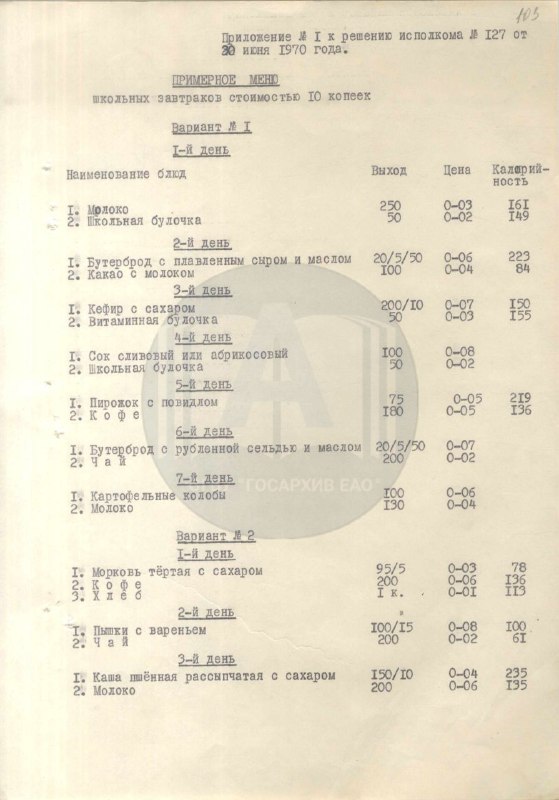 103
Приложение № I к решению исполкома № I27 от
30 июня I970 года.
ПРИМЕРНОЕ МЕНЮ
школьных завтраков стоимостью I0 копеек
Вариант № I
I-й день
Наименование блюд Выход Цена Калорий-
ность
I. Молоко 250 0-03 I6I
2. Школьная булочка 50 0-02 I49
2-й день
I. Бутерброд с плавленным сыром и маслом 20/5/50 0-06 223
2. Какао с молоком I00 0-04 84
3-й день
I. Кефир с сахаром 200/I0 0-07 I50
2. Витаминная булочка 50 0-03 I55
4-й день
I. Сок сливовый или абрикосовый I00 0-08
2. Школьная булочка 50 0-02
5-й день
I. Пирожок с повидлом 75 0-05 2I9
2. К о ф е I80 0-05 I36
6-й день
I. Бутерброд с рубленной сельдью и маслом 20/5/50 0-07
2. Ч а й 200 0-02
7-й день
"ГОСАРХИВ ЕАО"
I. Картофельные колобы I00 0-06
2. Молоко I30 0-04
Вариант № 2
I-й день
I. Морковь тёртая с сахаром 95/5 0-03 78
2. К о ф е 200 0-06 I36
3. Х л е б I к. 0-0I II3
2-й день
I. Пышки с вареньем I00/I5 0-08 I00
2. Ч а й 200 0-02 6I
3-й день
I. Каша пшённая рассыпчатая с сахаром I50/I0 0-04 235
2. Молоко 200 0-06 I35